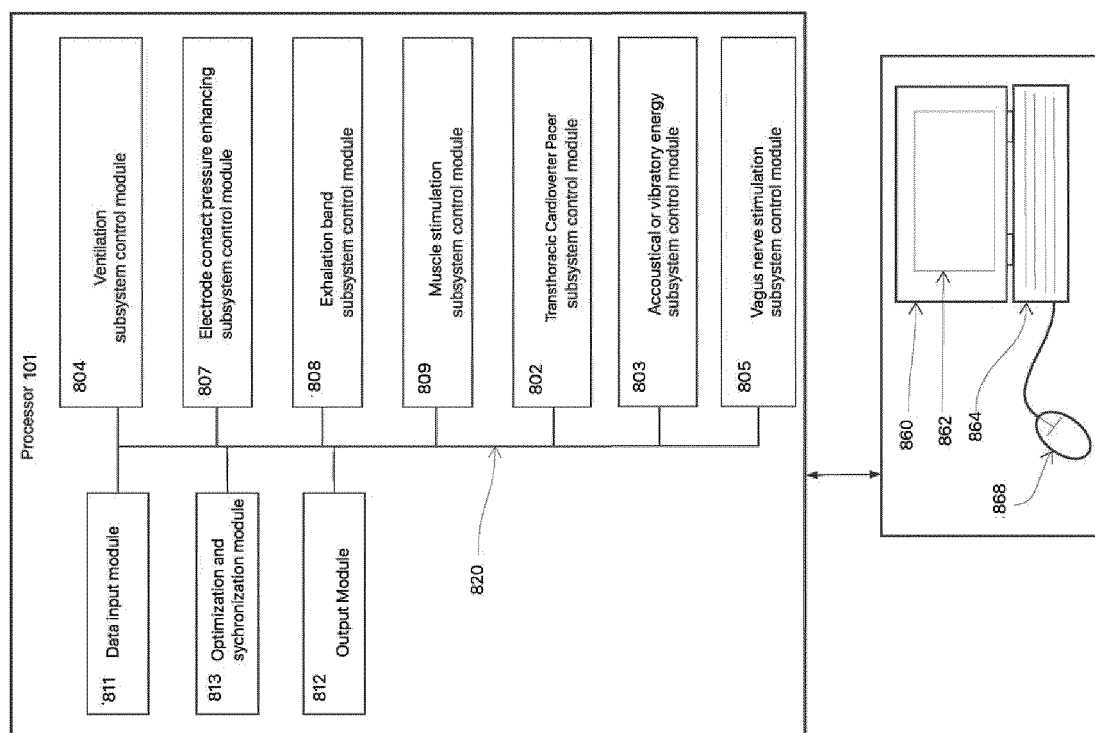 Processor 101
'811 Data input module
813 Optimization and
sychronization module
812 Output Module
820
804
Ventilation
subsystem control module
807
Electrode contact pressure enhancing
subsystem control module
808
Exhalation band
subsystem control module
809
Muscle stimulation
subsystem control module
802
Transthoracic Cardioverter Pacer
subsystem control module
803
Accoustical or vibratory energy
subsystem control module
805
Vagus nerve stimulation
subsystem control module
860
862
864
868